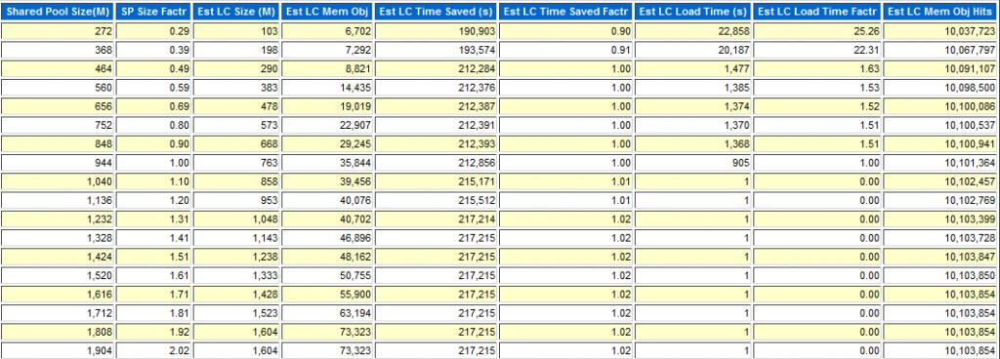 Shared Pool Size(M) SP Size Factr Est LC Size (M) Est LC Mem Obj Est LC Time Saved (s) Est LC Time Saved Factr Est LC Load Time (s) Est LC Load Time Factr Est LC Mem Obj Hits
272 0.29 103 6,702 190,903 0.90 22,858 25.26 10,037,723
368 0.39 198 7,292 193,574 0.91 20,187 22.31 10,067,797
464 0.49 290 8,821 212,284 1.00 1,477 1.63 10,091,107
560 0.59 383 14,435 212,376 1.00 1,385 1.53 10,098,500
656 0.69 478 19,019 212,387 1.00 1,374 1.52 10,100,086
752 0.80 573 22,907 212,391 1.00 1,370 1.51 10,100,537
848 0.90 668 29,245 212,393 1.00 1,368 1.51 10,100,941
944 1.00 763 35,844 212,856 1.00 905 1.00 10,101,364
1,040 1.10 858 39,456 215,171 1.01 1 0.00 10,102,457
1,136 1.20 953 40,076 215,512 1.01 1 0.00 10,102,769
1,232 1.31 1,048 40,702 217,214 1.02 1 0.00 10,103,399
1,328 1.41 1,143 46,896 217,215 1.02 1 0.00 10,103,728
1,424 1.51 1,238 48,162 217,215 1.02 1 0.00 10,103,847
1,520 1.61 1,333 50,755 217,215 1.02 1 0.00 10,103,850
1,616 1.71 1,428 55,900 217,215 1.02 1 0.00 10,103,854
1,712 1.81 1,523 63,194 217,215 1.02 1 0.00 10,103,854
1,808 1.92 1,604 73,323 217,215 1.02 1 0.00 10,103,854
1,904 2.02 1,604 73,323 217,215 1.02 1 0.00 10,103,854